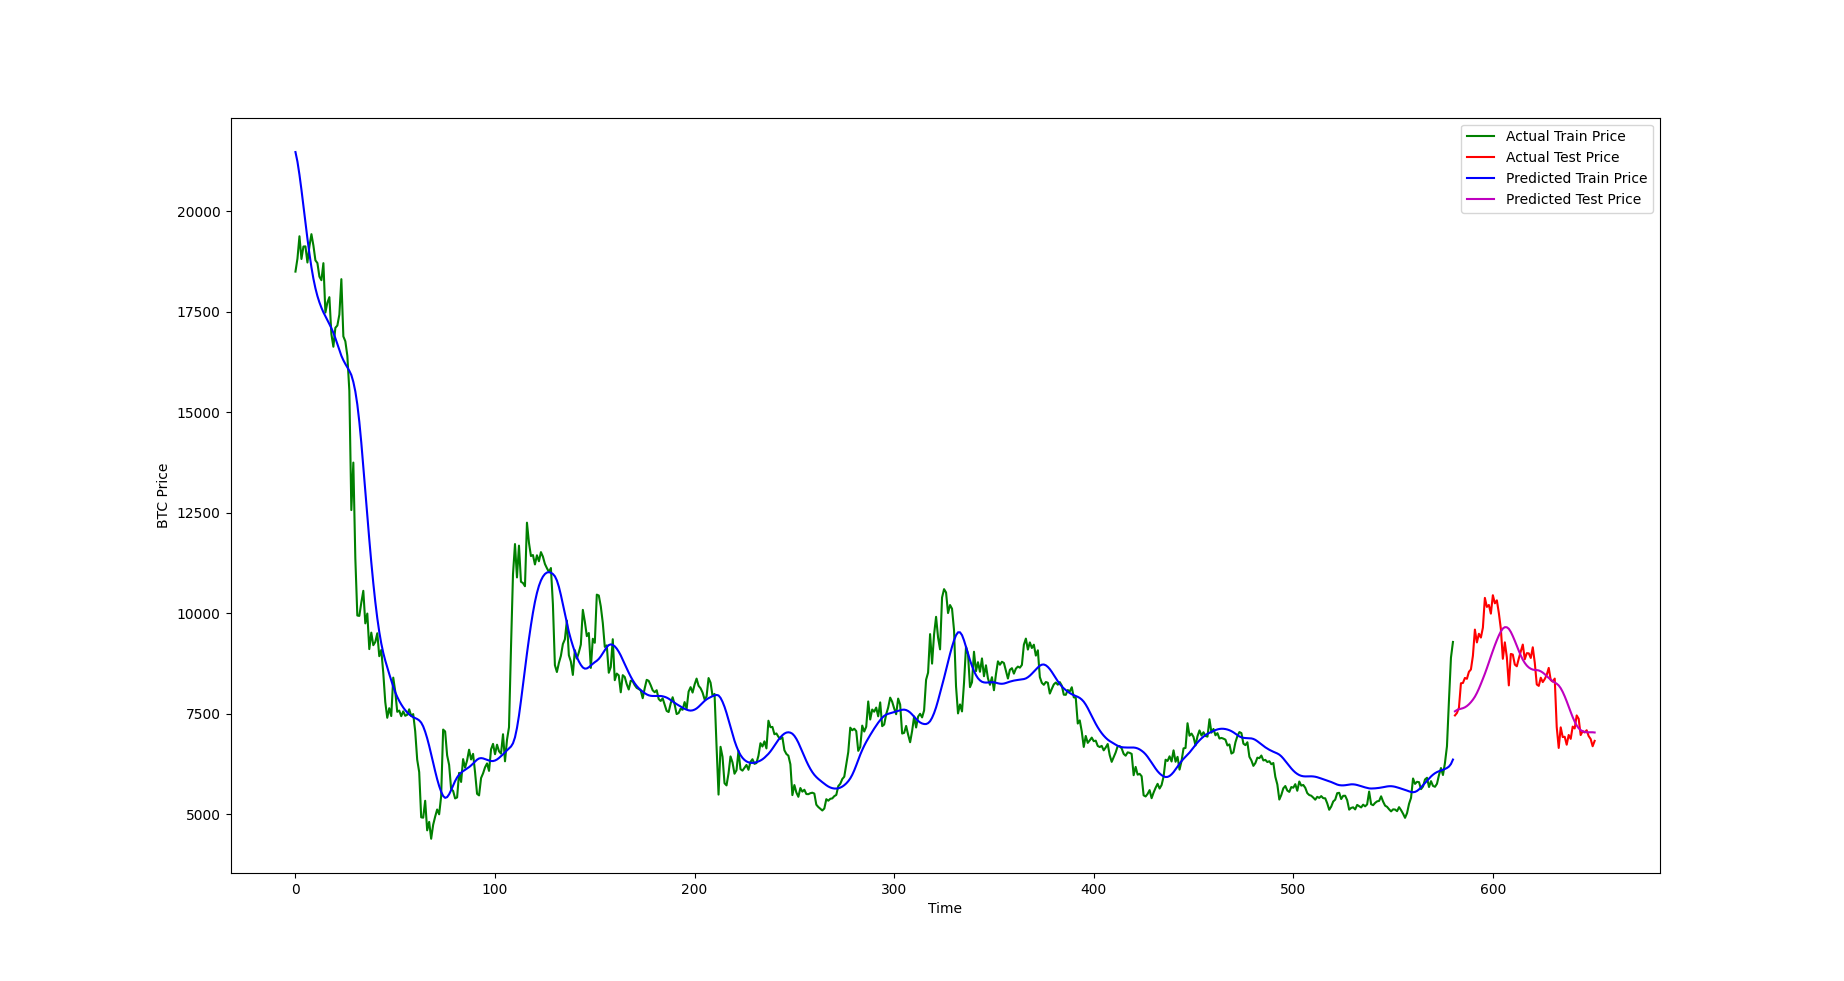 Actual Train Price
Actual Test Price
Predicted Train Price
Predicted Test Price
20000
17500
15000
12500
10000
7500
5000
BTC Price
0 100 200 300 400 500 600
Time